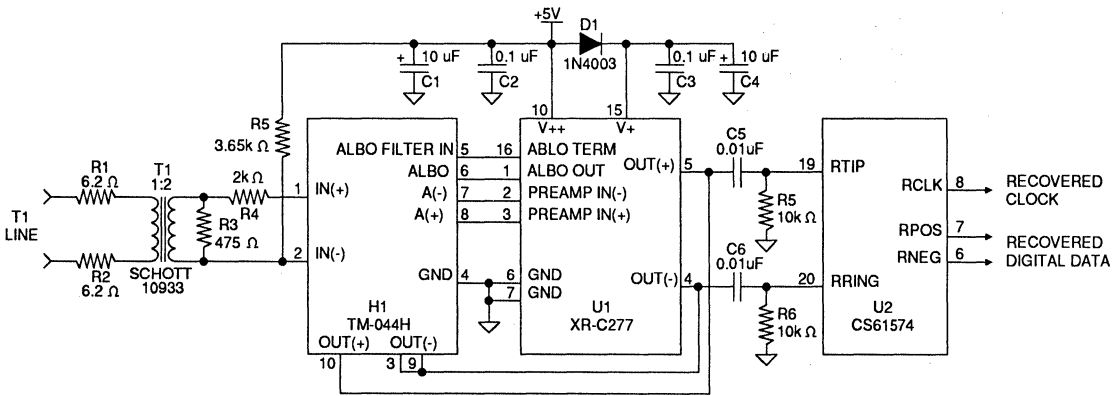 +5V
D1
1N4003
+ 10 uF
C1
0.1 uF
C2
0.1 uF
C3
+ 10 uF
C4
R5
3.65k Ω
R1
6.2 Ω
T1
1:2
2k Ω
R4
R3
475 Ω
T1
LINE
R2
6.2 Ω
SCHOTT
10933
1 IN(+)
2 IN(-)
ALBO FILTER IN 5
ALBO 6
A(-) 7
A(+) 8
GND 4
H1
TM-044H
OUT(+) OUT(-)
10 3 9
10 15
V++ V+
16 ABLO TERM
1 ALBO OUT
2 PREAMP IN(-)
3 PREAMP IN(+)
6 GND
7 GND
OUT(+) 5
OUT(-) 4
U1
XR-C277
C5
0.01uF
R5
10k Ω
C6
0.01uF
R6
10k Ω
19 RTIP
20 RRING
RCLK 8
RPOS 7
RNEG 6
U2
CS61574
RECOVERED
CLOCK
RECOVERED
DIGITAL DATA